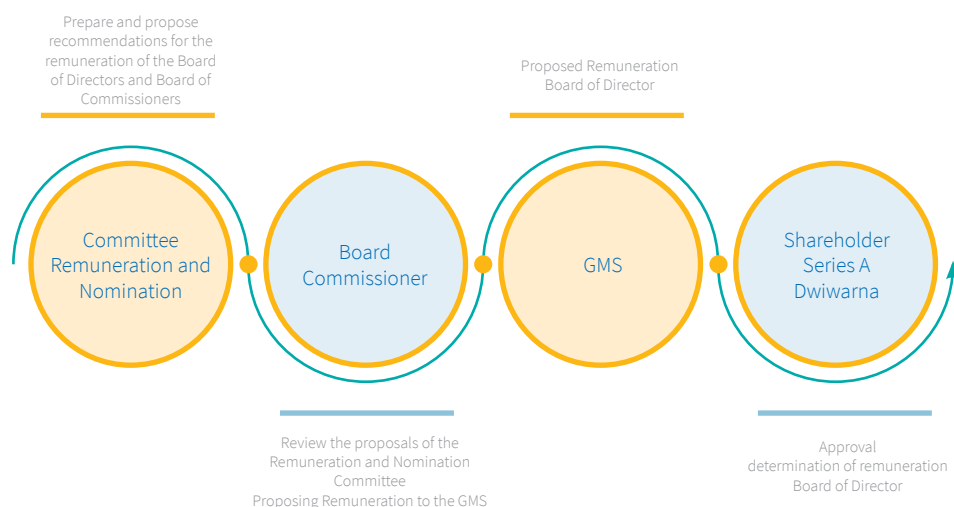 Prepare and propose
recommendations for the
remuneration of the Board
of Directors and Board of
Commissioners
Proposed Remuneration
Board of Director
Committee
Remuneration and
Nomination
Board
Commissioner
GMS
Shareholder
Series A
Dwiwarna
Review the proposals of the
Remuneration and Nomination
Committee
Proposing Remuneration to the GMS
Approval
determination of remuneration
Board of Director